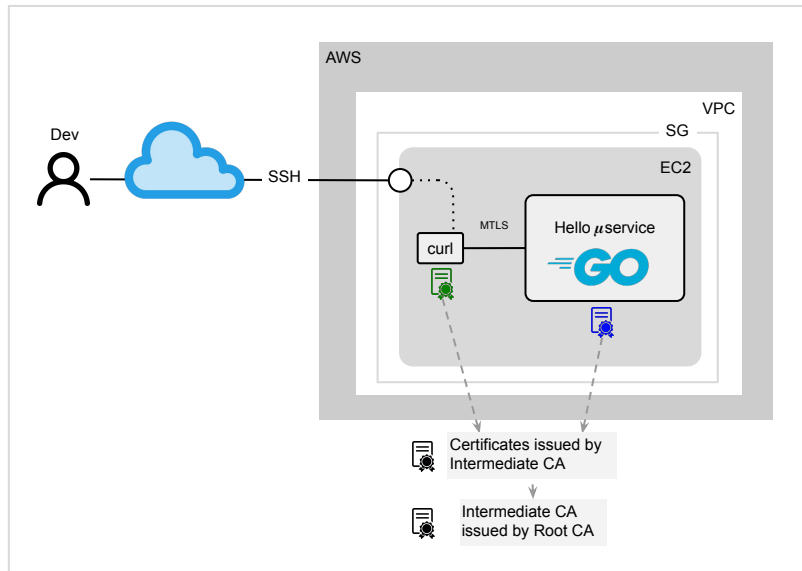 AWS
VPC
SG
EC2
Dev
SSH
MTLS
curl
Hello μservice
GO
Certificates issued by
Intermediate CA
Intermediate CA
issued by Root CA